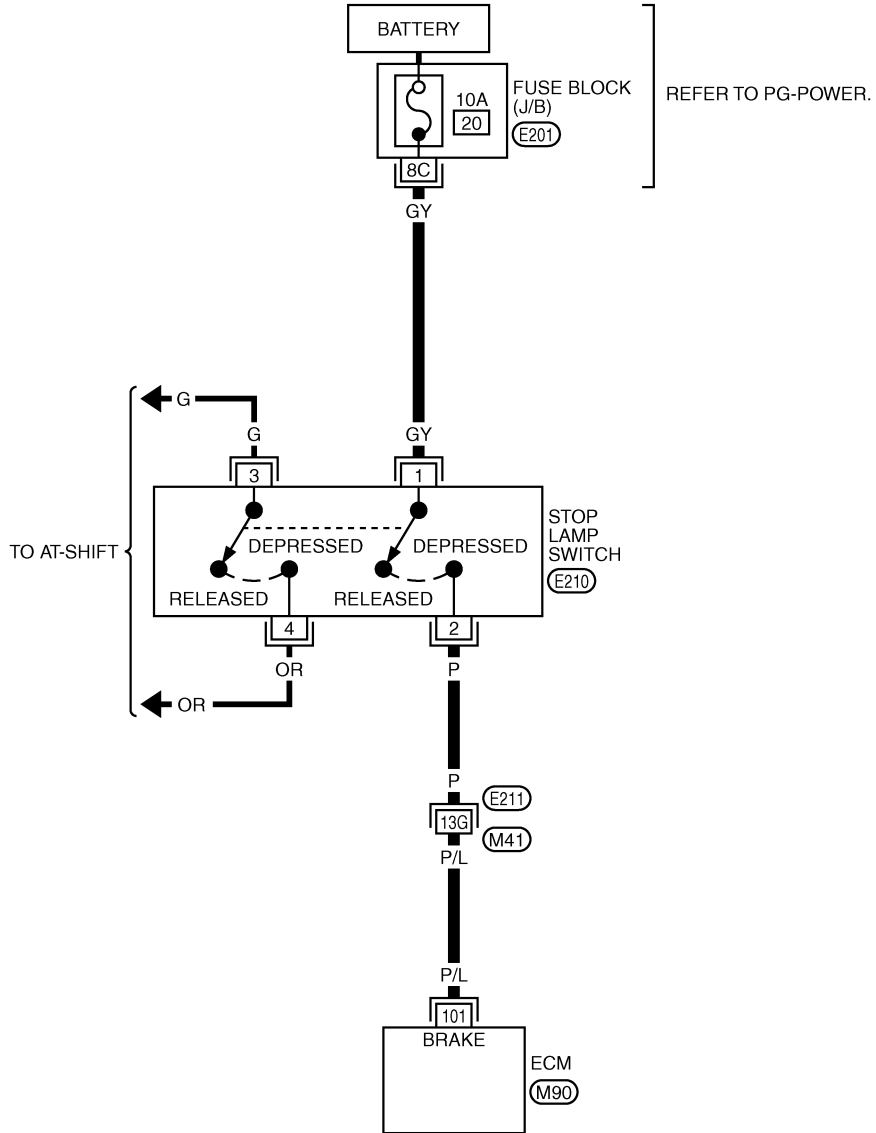 BATTERY
FUSE BLOCK
(J/B)
10A
20
E201
REFER TO PG-POWER.
8C
GY
G
G
GY
3
1
TO AT-SHIFT
DEPRESSED
DEPRESSED
RELEASED
RELEASED
STOP
LAMP
SWITCH
E210
4
2
OR
P
OR
P
E211
13G
M41
P/L
P/L
101
BRAKE
ECM
M90